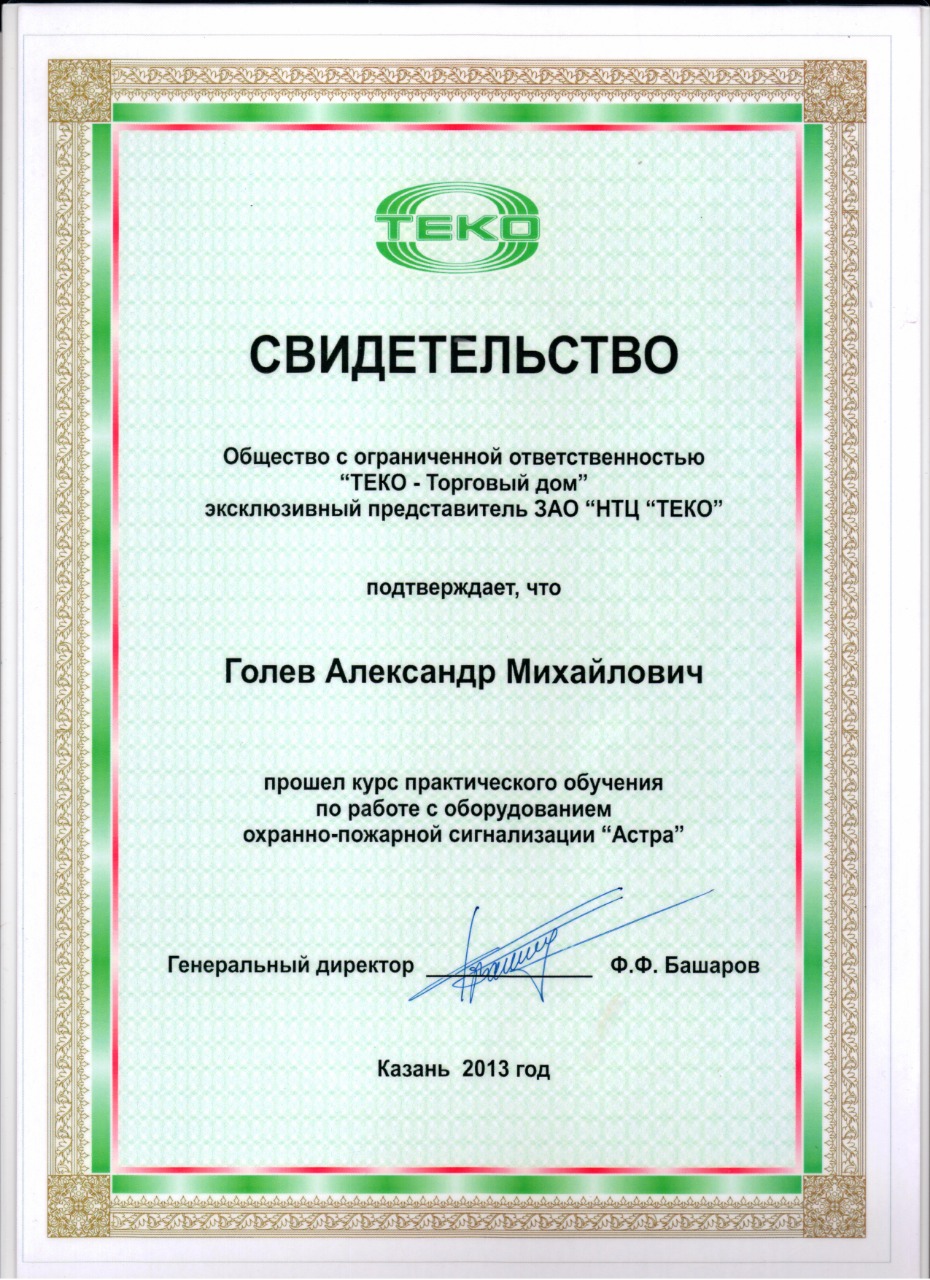 ТЕКО
СВИДЕТЕЛЬСТВО
Общество с ограниченной ответственностью
“ТЕКО - Торговый дом”
эксклюзивный представитель ЗАО “НТЦ “ТЕКО”
подтверждает, что
Голев Александр Михайлович
прошел курс практического обучения
по работе с оборудованием
охранно-пожарной сигнализации “Астра”
Генеральный директор Ф.Ф. Башаров
Казань 2013 год